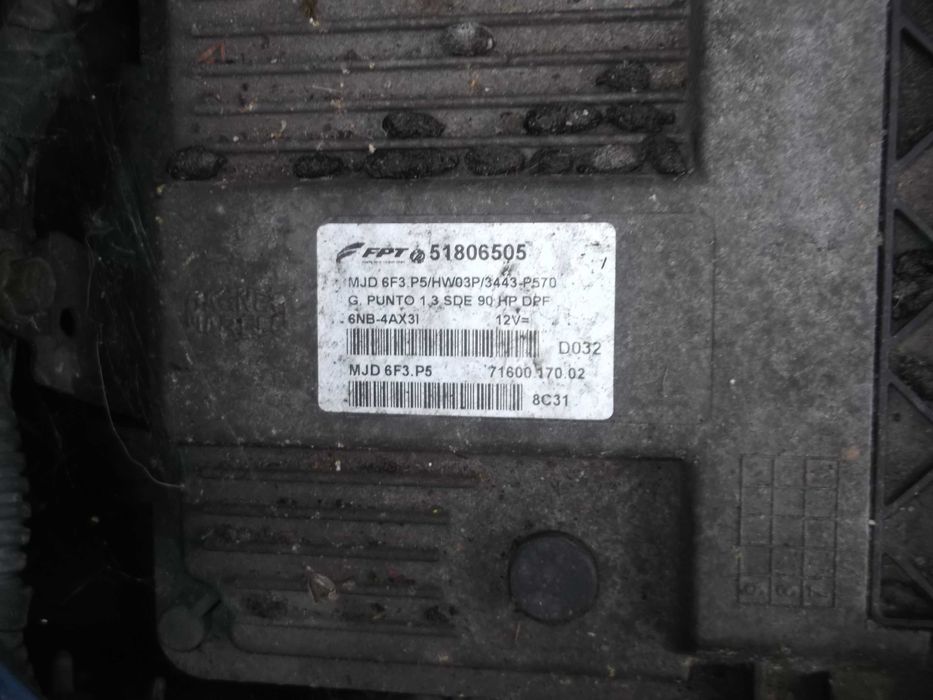 FPT 51806505
MJD 6F3.P5/HW03P/3443-P570
G. PUNTO 1.3 SDE 90 HP DPF
6NB-4AX3I 12V=
D032
MJD 6F3.P5 71600.170.02
8C31